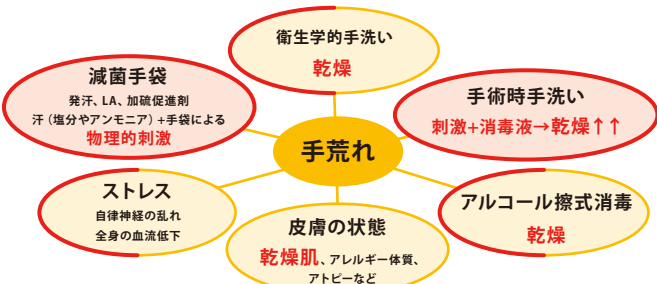 衛生学的手洗い
乾燥
減菌手袋
発汗、LA、加硫促進剤
汗（塩分やアンモニア）+手袋による
物理的刺激
手術時手洗い
刺激+消毒液→乾燥↑↑
手荒れ
ストレス
自律神経の乱れ
全身の血流低下
皮膚の状態
乾燥肌、アレルギー体質、
アトピーなど
アルコール擦式消毒
乾燥